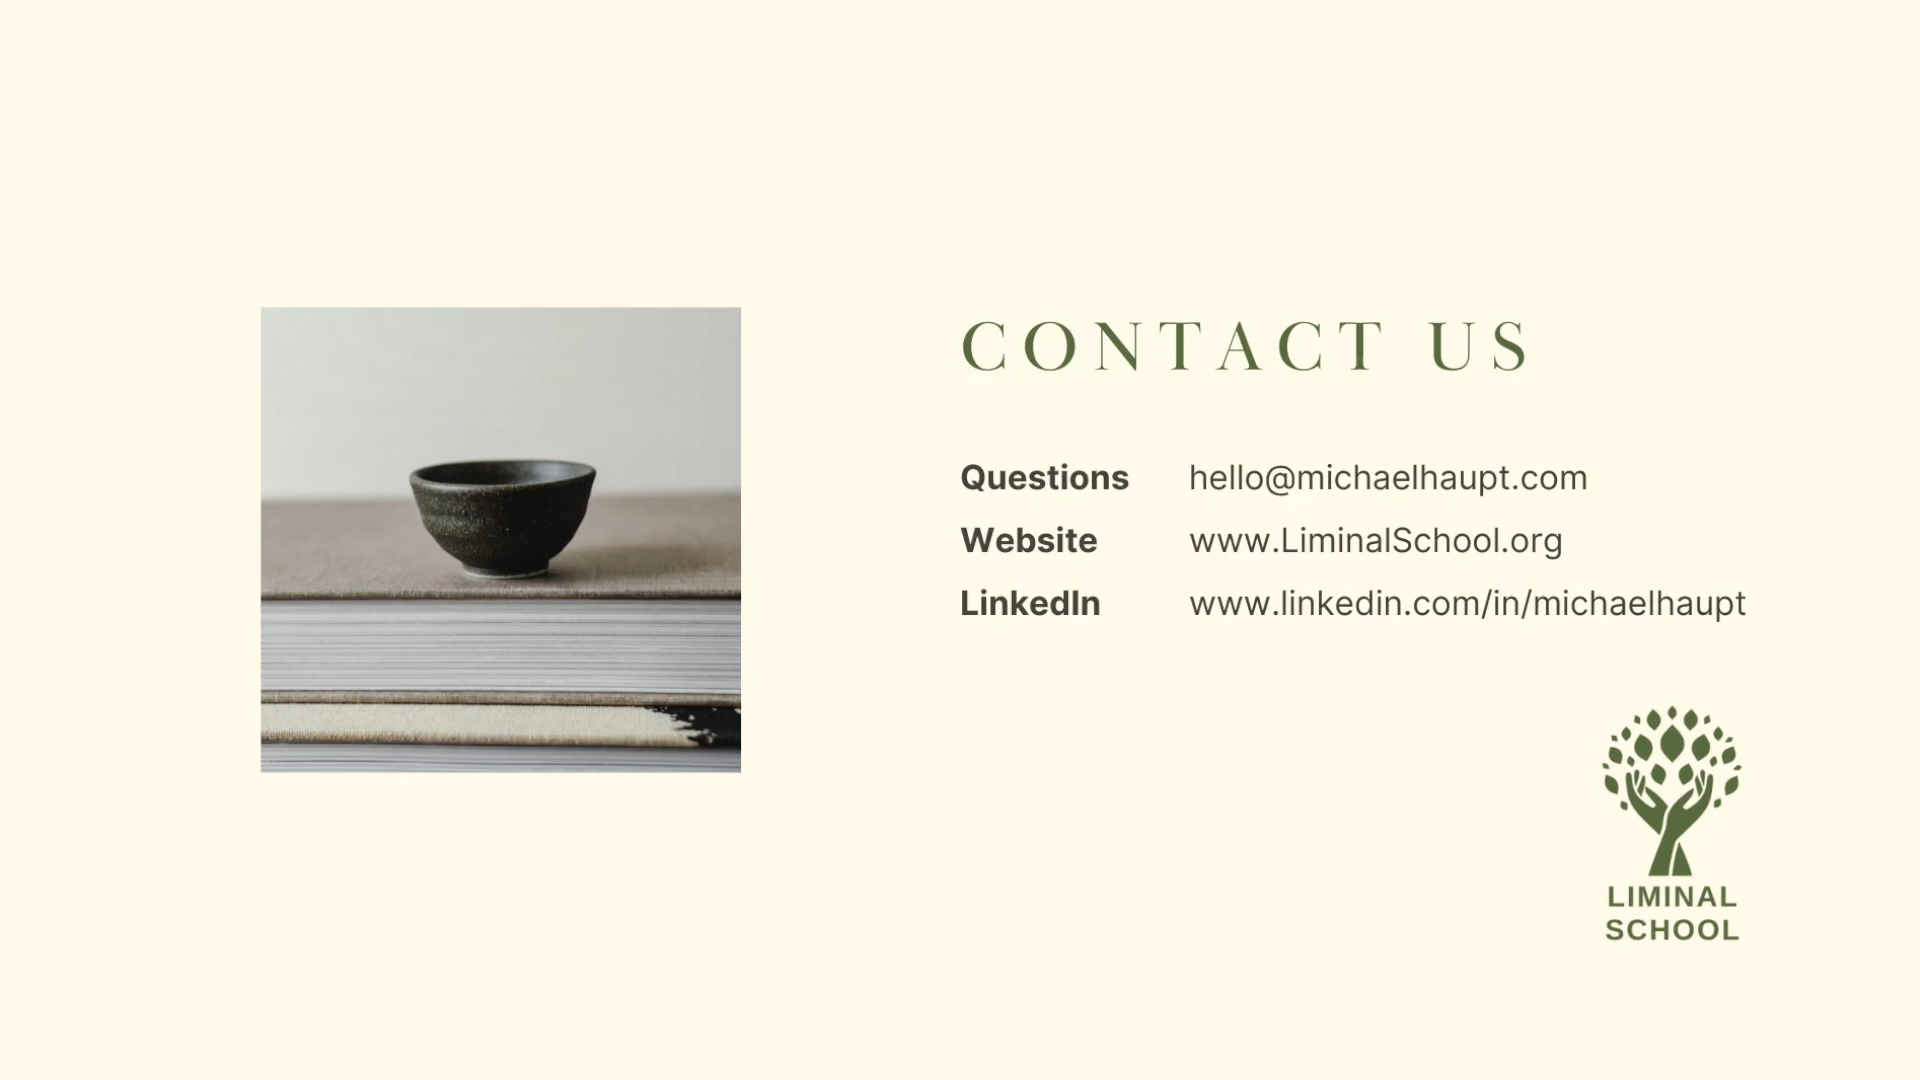 CONTACT US
Questions hello@michaelhaupt.com
Website www.LiminalSchool.org
LinkedIn www.linkedin.com/in/michaelhaupt
LIMINAL
SCHOOL